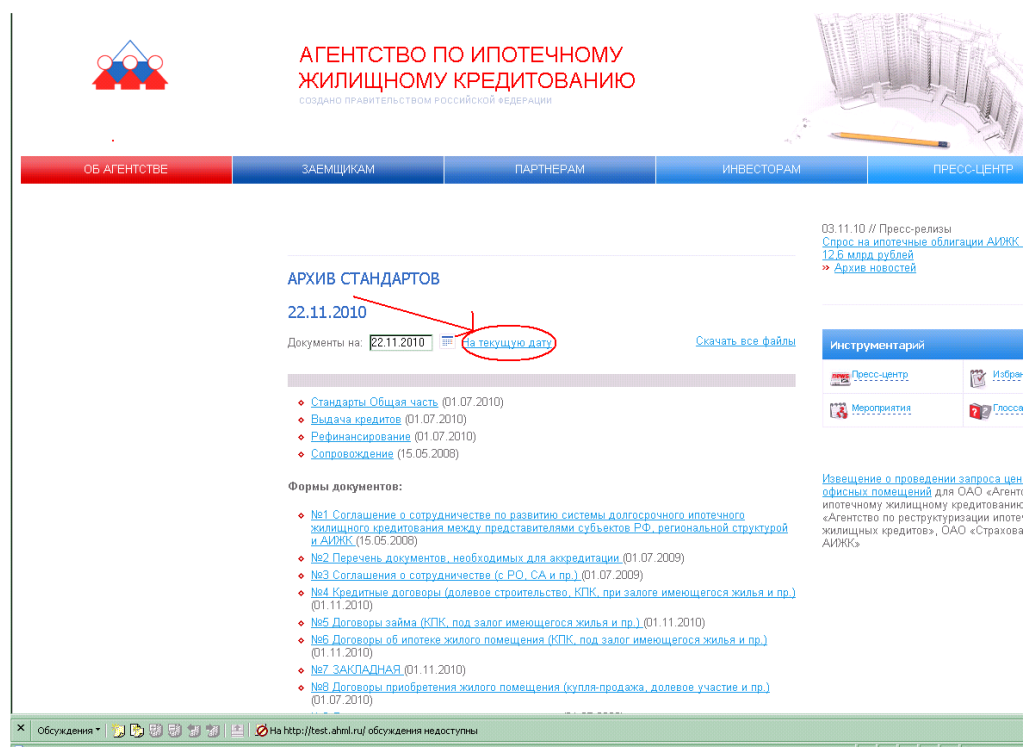 АГЕНТСТВО ПО ИПОТЕЧНОМУ
ЖИЛИЩНОМУ КРЕДИТОВАНИЮ
СОЗДАНО ПРАВИТЕЛЬСТВОМ РОССИЙСКОЙ ФЕДЕРАЦИИ
ОБ АГЕНТСТВЕ ЗАЕМЩИКАМ ПАРТНЕРАМ ИНВЕСТОРАМ ПРЕСС-ЦЕНТР
АРХИВ СТАНДАРТОВ
22.11.2010
Документы на: 22.11.2010 На текущую дату Скачать все файлы
Стандарты Общая часть (01.07.2010)
Выдача кредитов (01.07.2010)
Рефинансирование (01.07.2010)
Сопровождение (15.05.2008)
Формы документов:
№1 Соглашение о сотрудничестве по развитию системы долгосрочного ипотечного
жилищного кредитования между представителями субъектов РФ, региональной структурой
и АИЖК (15.05.2008)
№2 Перечень документов, необходимых для аккредитации (01.07.2009)
№3 Соглашения о сотрудничестве (с РО, СА и пр.) (01.07.2009)
№4 Кредитные договоры (долевое строительство, КПК, при залоге имеющегося жилья и пр.)
(01.11.2010)
№5 Договоры займа (КПК, под залог имеющегося жилья и пр.) (01.11.2010)
№6 Договоры об ипотеке жилого помещения (КПК, под залог имеющегося жилья и пр.)
(01.11.2010)
№7 ЗАКЛАДНАЯ (01.11.2010)
№8 Договоры приобретения жилого помещения (купля-продажа, долевое участие и пр.)
(01.07.2010)
03.11.10 // Пресс-релизы
Спрос на ипотечные облигации АИЖК
12,6 млрд рублей
» Архив новостей
Инструментарий
Пресс-центр Избран
Мероприятия Глосса
Извещение о проведении запроса цен
офисных помещений для ОАО «Агентс
ипотечному жилищному кредитованию
«Агентство по реструктуризации ипоте
жилищных кредитов», ОАО «Страхова
АИЖК»
Обсуждения На http://test.ahml.ru/ обсуждения недоступны